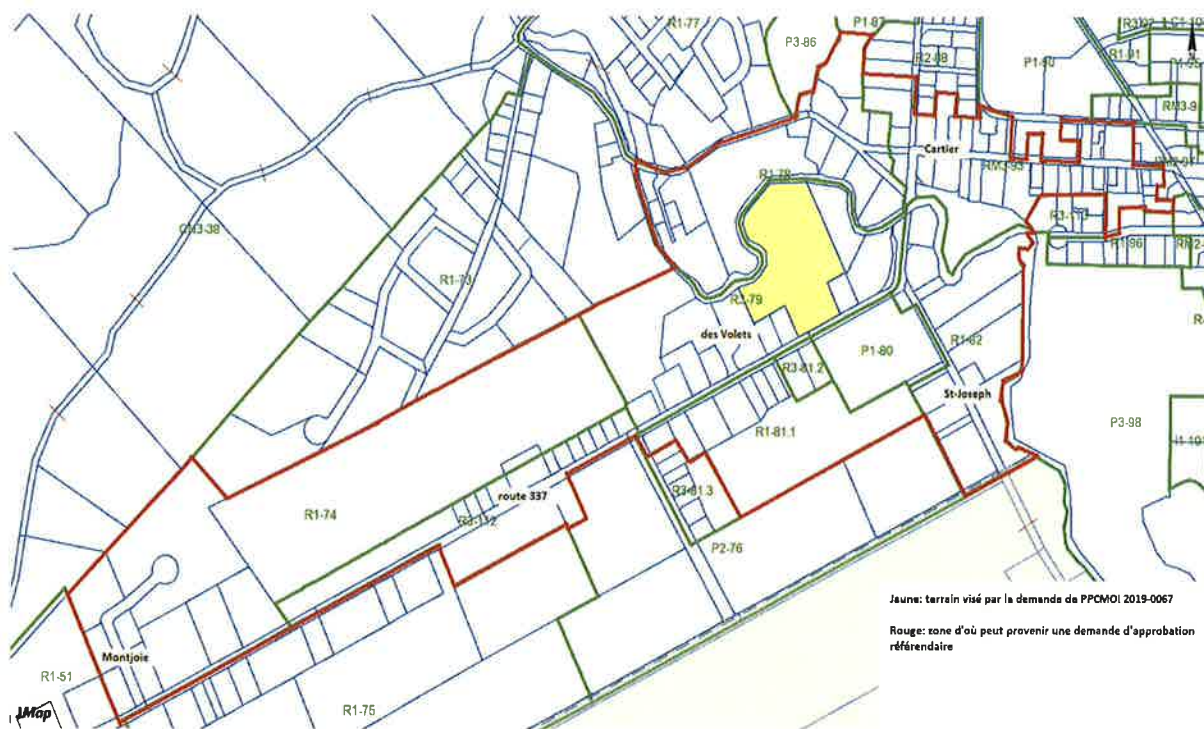 R1-77
P1-87
P3-86
R1-91
P1-90
R2-88
RM3-9
Cartier
RM3-93
R1-78
CN3-38
R1-96
R1-73
R3-79
des Volets
P1-80
R1-82
R3-81.2
St-Joseph
P3-98
R1-81.1
R3-81.3
route 337
R1-74
P2-76
Jaune: terrain visé par la demande de PPCMOI 2019-0067
Rouge: zone d'où peut provenir une demande d'approbation
référendaire
Montjoie
R1-51
JMap
R1-75